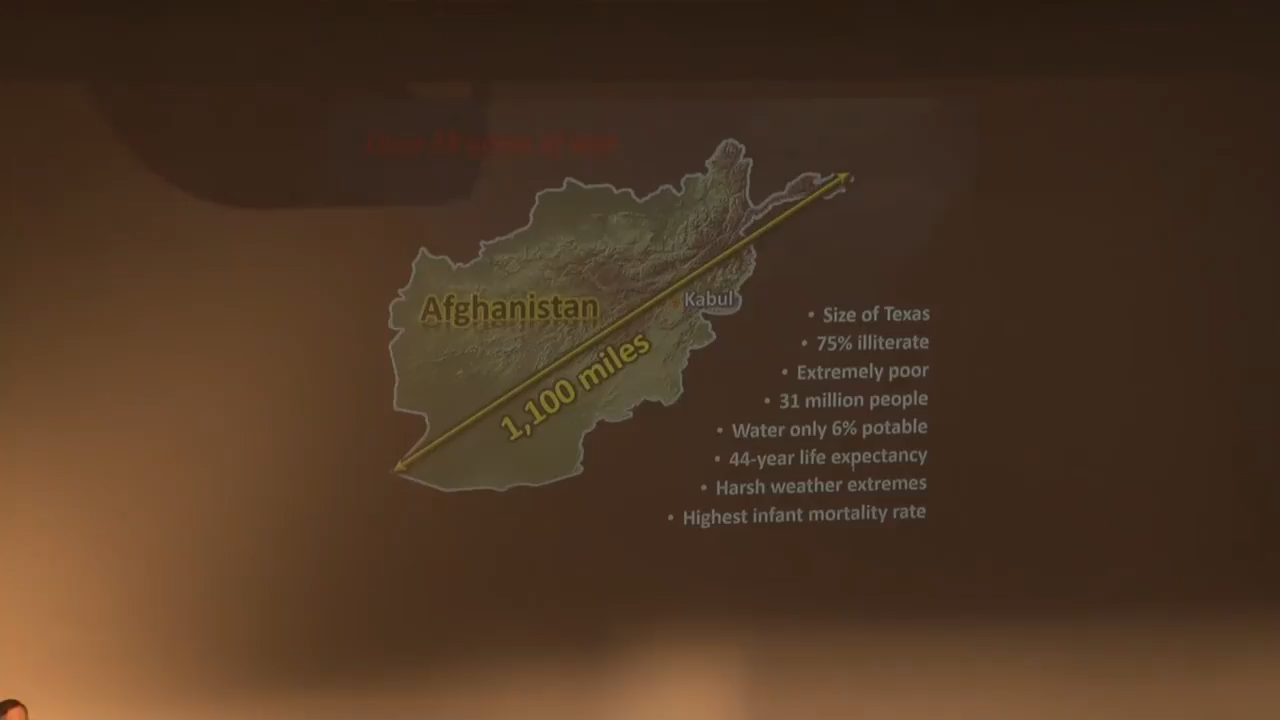 Afghanistan
Kabul
1,100 miles
• Size of Texas
• 75% illiterate
• Extremely poor
• 31 million people
• Water only 6% potable
• 44-year life expectancy
• Harsh weather extremes
• Highest infant mortality rate